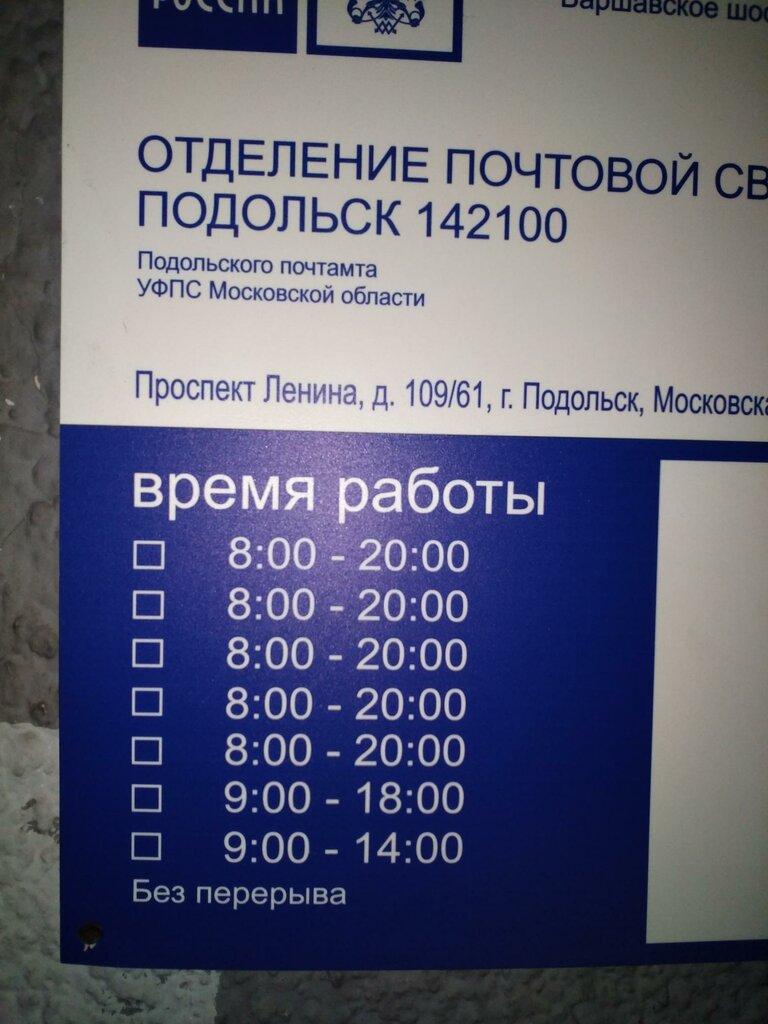 РОССИИ
Варшавское шос
ОТДЕЛЕНИЕ ПОЧТОВОЙ СВ
ПОДОЛЬСК 142100
Подольского почтамта
УФПС Московской области
Проспект Ленина, д. 109/61, г. Подольск, Московска
время работы
8:00 - 20:00
8:00 - 20:00
8:00 - 20:00
8:00 - 20:00
8:00 - 20:00
9:00 - 18:00
9:00 - 14:00
Без перерыва